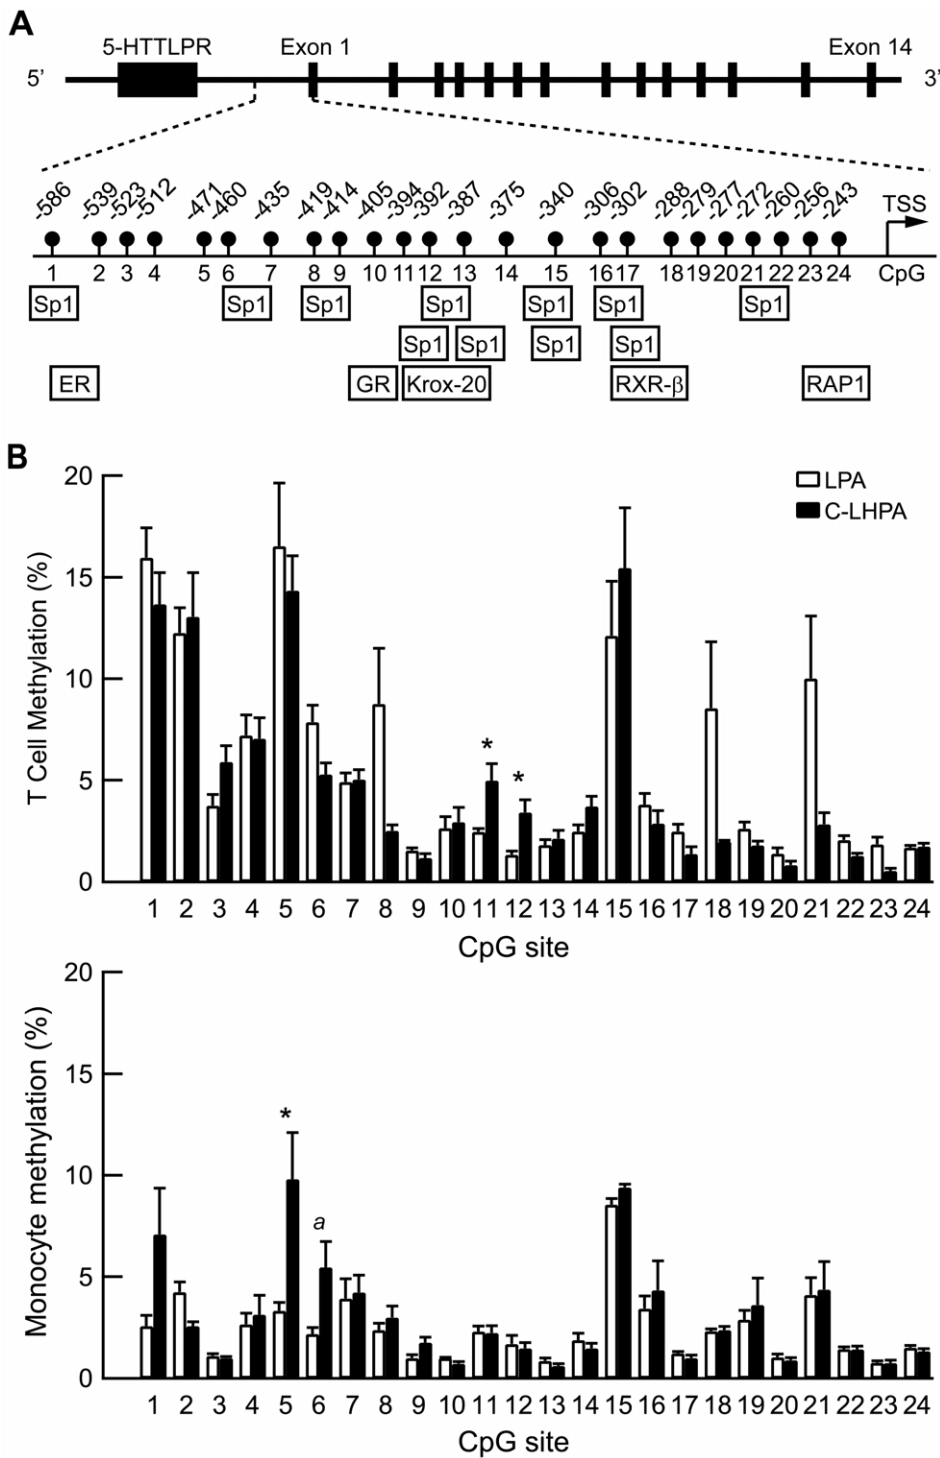 A
5-HTTLPR Exon 1 Exon 14
5' 3'
-586 -539 -523 -512 -471 -460 -435 -419 -414 -405 -394 -392 -387 -375 -340 -306 -302 -288 -279 -277 -272 -260 -256 -243 TSS
1 2 3 4 5 6 7 8 9 10 11 12 13 14 15 16 17 18 19 20 21 22 23 24 CpG
Sp1 Sp1 Sp1 Sp1 Sp1 Sp1 Sp1
Sp1 Sp1 Sp1 Sp1
ER GR Krox-20 RXR-β RAP1
B
T Cell Methylation (%)
20
15
10
5
0
LPA
C-LHPA
*
*
1 2 3 4 5 6 7 8 9 10 11 12 13 14 15 16 17 18 19 20 21 22 23 24
CpG site
Monocyte methylation (%)
20
15
10
5
0
*
a
1 2 3 4 5 6 7 8 9 10 11 12 13 14 15 16 17 18 19 20 21 22 23 24
CpG site